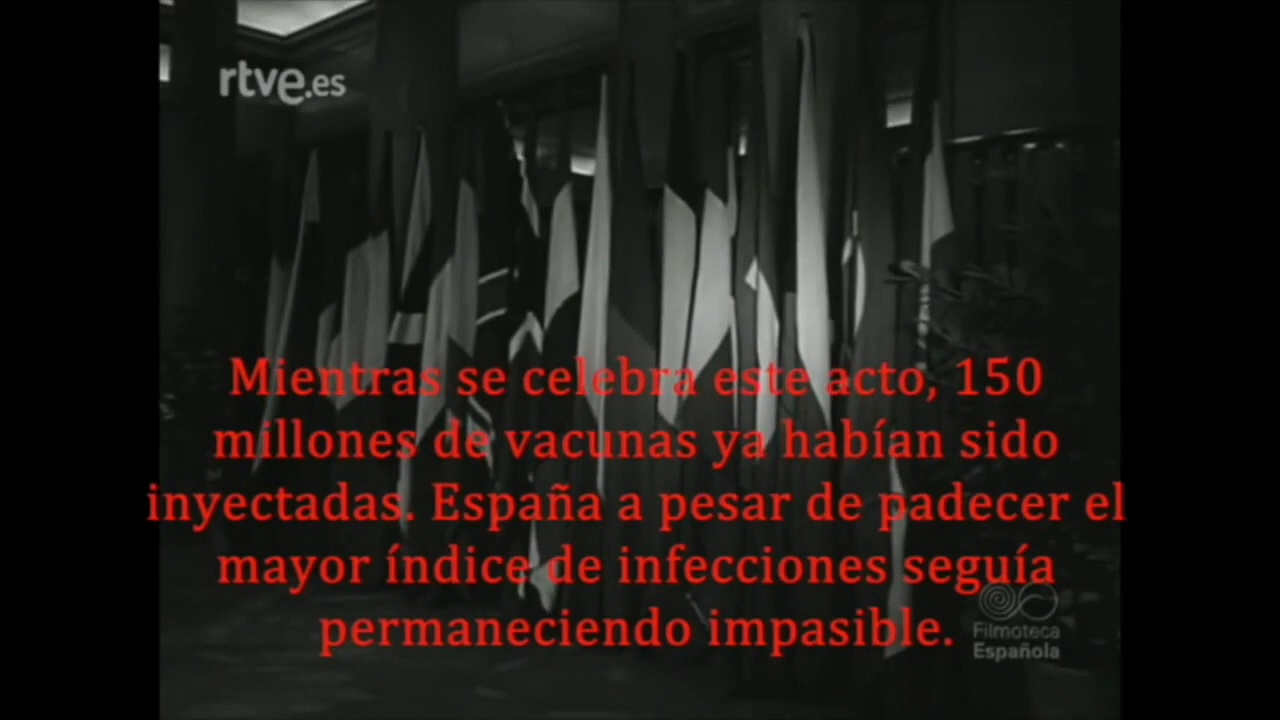 rtve.es
Mientras se celebra este acto, 150
millones de vacunas ya habían sido
inyectadas. España a pesar de padecer el
mayor índice de infecciones seguía
permaneciendo impasible.
Filmoteca
Española